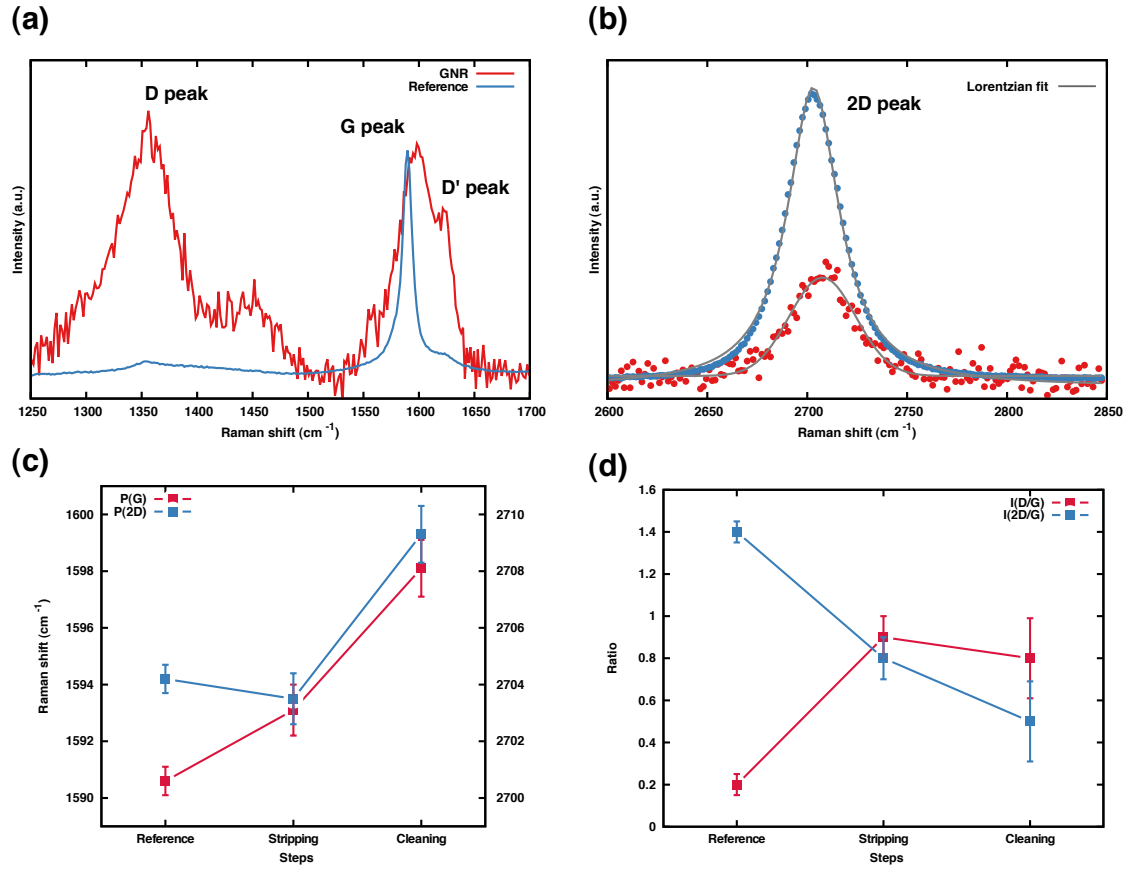 (a)
GNR
Reference
D peak
G peak
D' peak
Intensity (a.u.)
1250 1300 1350 1400 1450 1500 1550 1600 1650 1700
Raman shift (cm⁻¹)
(b)
Lorentzian fit
2D peak
Intensity (a.u.)
2600 2650 2700 2750 2800 2850
Raman shift (cm⁻¹)
(c)
P(G)
P(2D)
1600 2710
1598 2708
1596 2706
1594 2704
1592 2702
1590 2700
Raman shift (cm⁻¹)
Reference Stripping Cleaning
Steps
(d)
I(D/G)
I(2D/G)
1.6
1.4
1.2
1
0.8
0.6
0.4
0.2
0
Ratio
Reference Stripping Cleaning
Steps